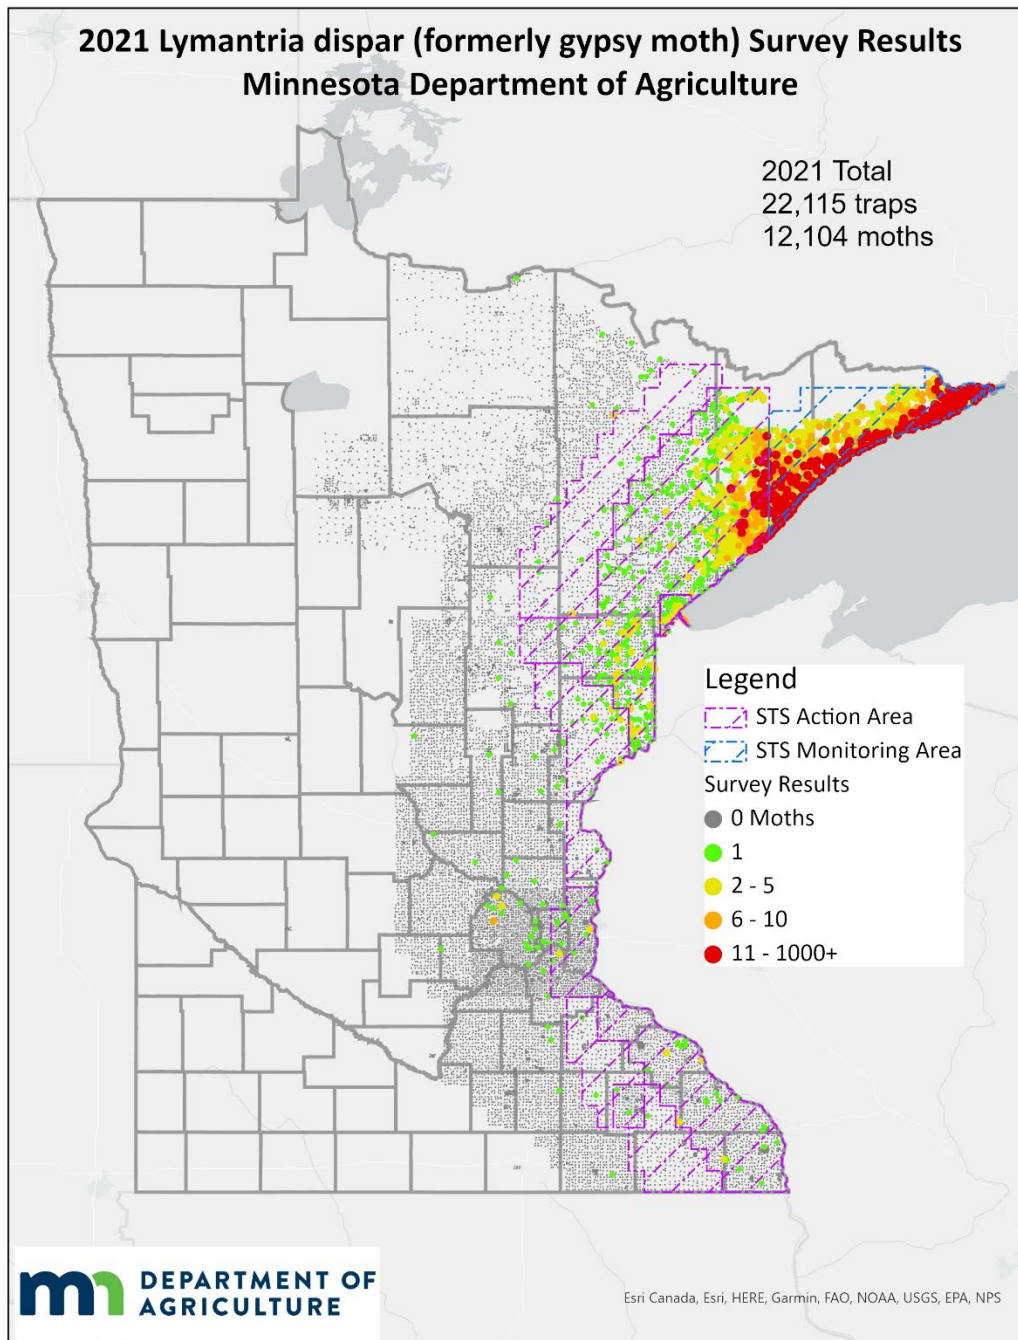 2021 Lymantria dispar (formerly gypsy moth) Survey Results
Minnesota Department of Agriculture
2021 Total
22,115 traps
12,104 moths
Legend
STS Action Area
STS Monitoring Area
Survey Results
0 Moths
1
2 - 5
6 - 10
11 - 1000+
mn DEPARTMENT OF
AGRICULTURE
Esri Canada, Esri, HERE, Garmin, FAO, NOAA, USGS, EPA, NPS